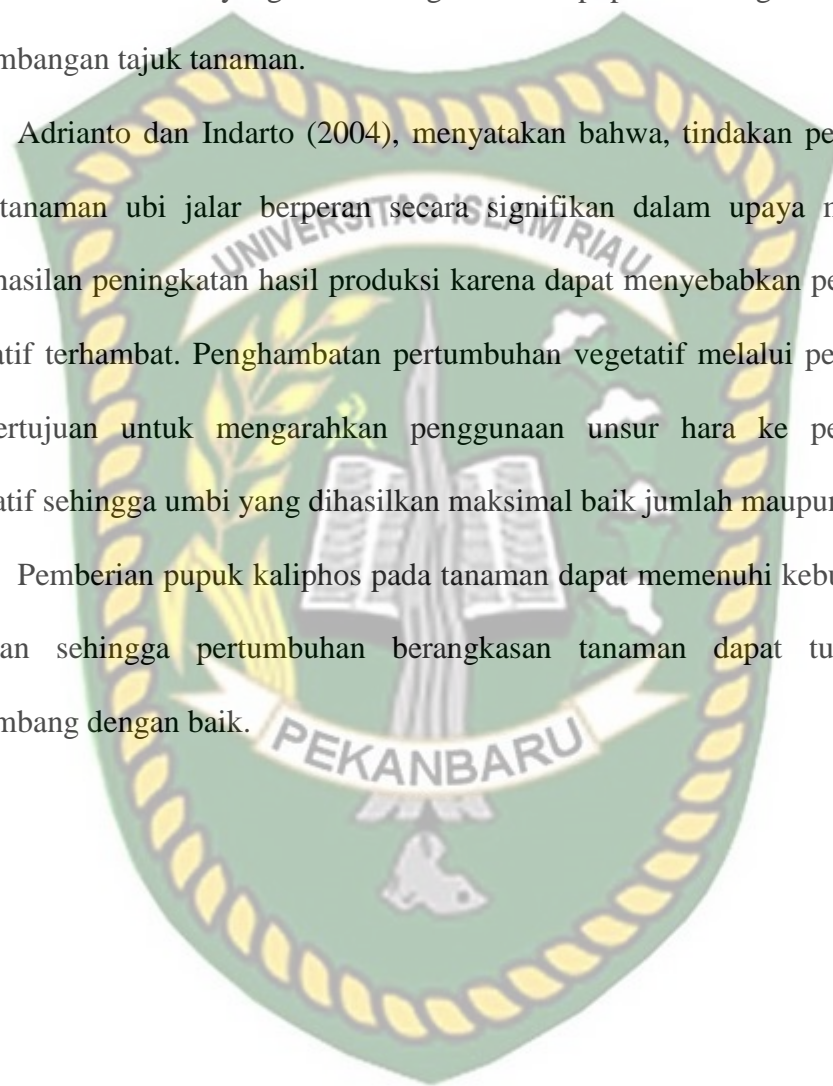 mbangan tajuk tanaman.
Adrianto dan Indarto (2004), menyatakan bahwa, tindakan pe
tanaman ubi jalar berperan secara signifikan dalam upaya m
hasilan peningkatan hasil produksi karena dapat menyebabkan pe
atif terhambat. Penghambatan pertumbuhan vegetatif melalui pe
ertujuan untuk mengarahkan penggunaan unsur hara ke pe
atif sehingga umbi yang dihasilkan maksimal baik jumlah maupun
Pemberian pupuk kaliphos pada tanaman dapat memenuhi kebu
an sehingga pertumbuhan berangkasan tanaman dapat tu
mbang dengan baik.
UNIVERSITAS ISLAM RIAU
PEKANBARU